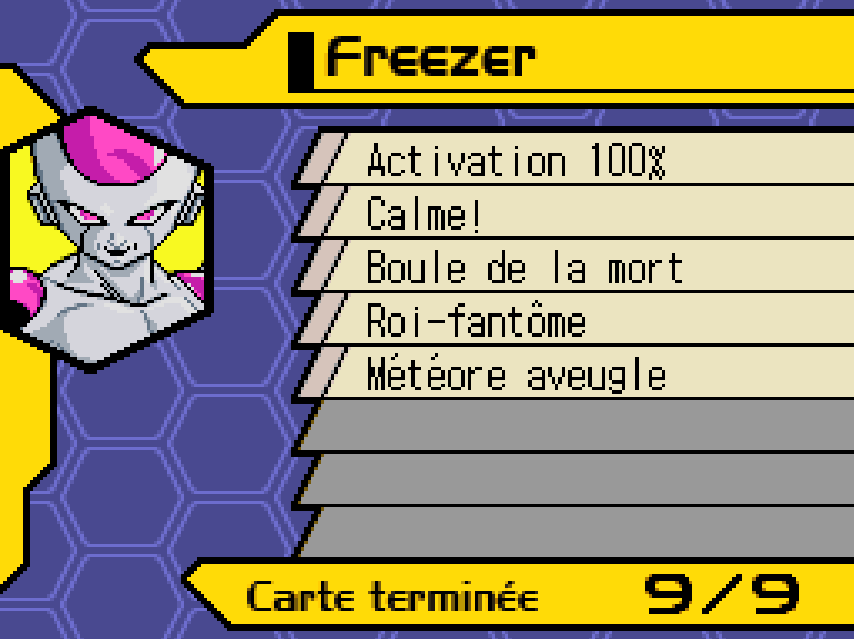 Freezer
Activation 100%
Calme!
Boule de la mort
Roi-fantôme
Météore aveugle
Carte terminée 9/9